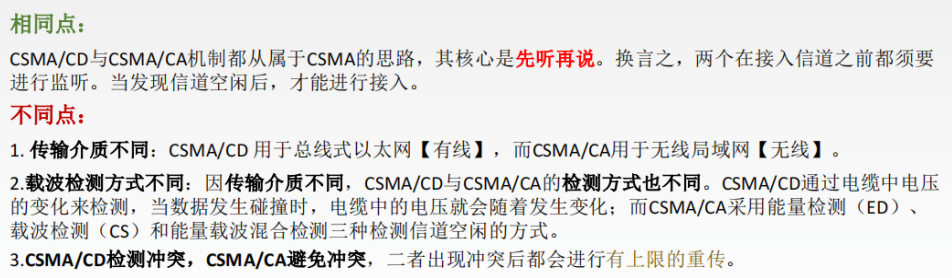 相同点：
CSMA/CD与CSMA/CA机制都从属于CSMA的思路，其核心是先听再说。换言之，两个在接入信道之前都须要
进行监听。当发现信道空闲后，才能进行接入。
不同点：
1. 传输介质不同：CSMA/CD 用于总线式以太网【有线】，而CSMA/CA用于无线局域网【无线】。
2.载波检测方式不同：因传输介质不同，CSMA/CD与CSMA/CA的检测方式也不同。CSMA/CD通过电缆中电压
的变化来检测，当数据发生碰撞时，电缆中的电压就会随着发生变化；而CSMA/CA采用能量检测（ED）、
载波检测（CS）和能量载波混合检测三种检测信道空闲的方式。
3.CSMA/CD检测冲突，CSMA/CA避免冲突，二者出现冲突后都会进行有上限的重传。